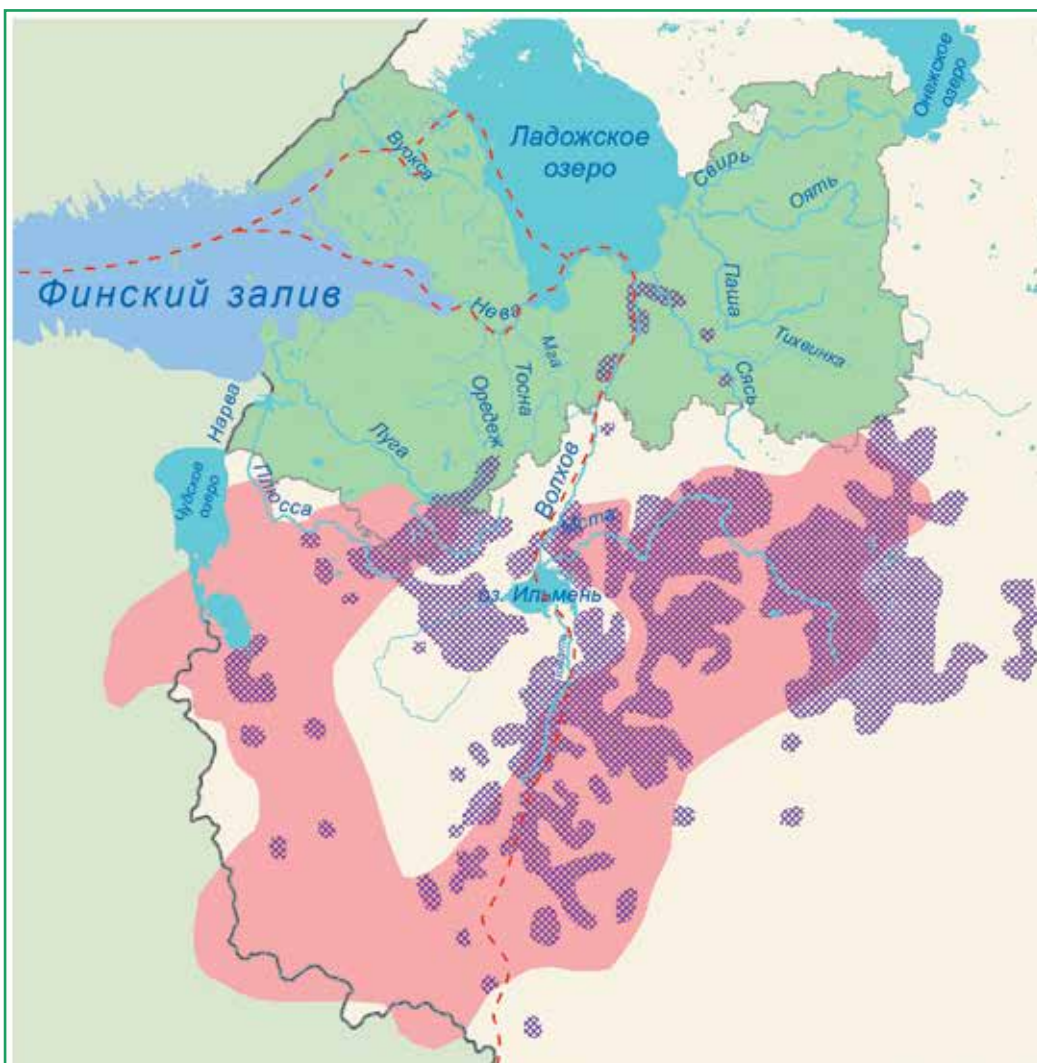 Онежское
озеро
Ладожское
озеро
Вуокса
Свирь
Оять
Паша
Финский залив
Нева
Мга
Тосна
Тихвинка
Сясь
Оредеж
Нарва
Луга
Волхов
Плюсса
Чудское
озеро
Мста
оз. Ильмень